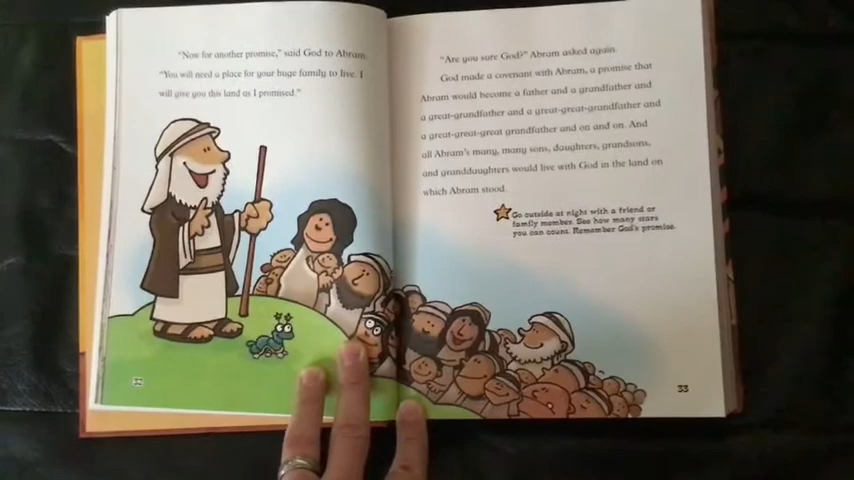 "Now for another promise," said God to Abram.
"You will need a place for your huge family to live. I
will give you this land as I promised."
32
"Are you sure God?" Abram asked again.
God made a covenant with Abram, a promise that
Abram would become a father and a grandfather and
a great-grandfather and a great-great-grandfather and
a great-great-great grandfather and on and on. And
all Abram's many, many sons, daughters, grandsons,
and granddaughters would live with God in the land on
which Abram stood.
Go outside at night with a friend or
family member. See how many stars
you can count. Remember God's promise.
33